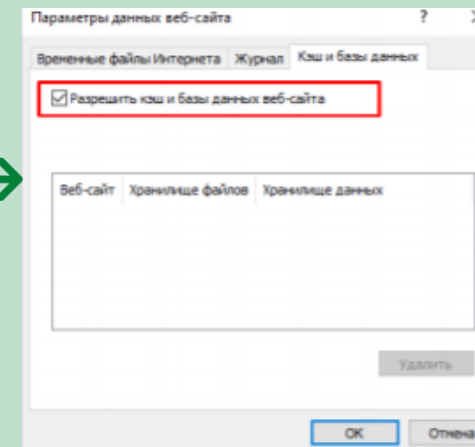 Параметры данных веб-сайта ?
Временные файлы Интернета Журнал Кэш и базы данных
Разрешить кэш и базы данных веб-сайта
Веб-сайт Хранилище файлов Хранилище данных
Удалить
ОК Отмена